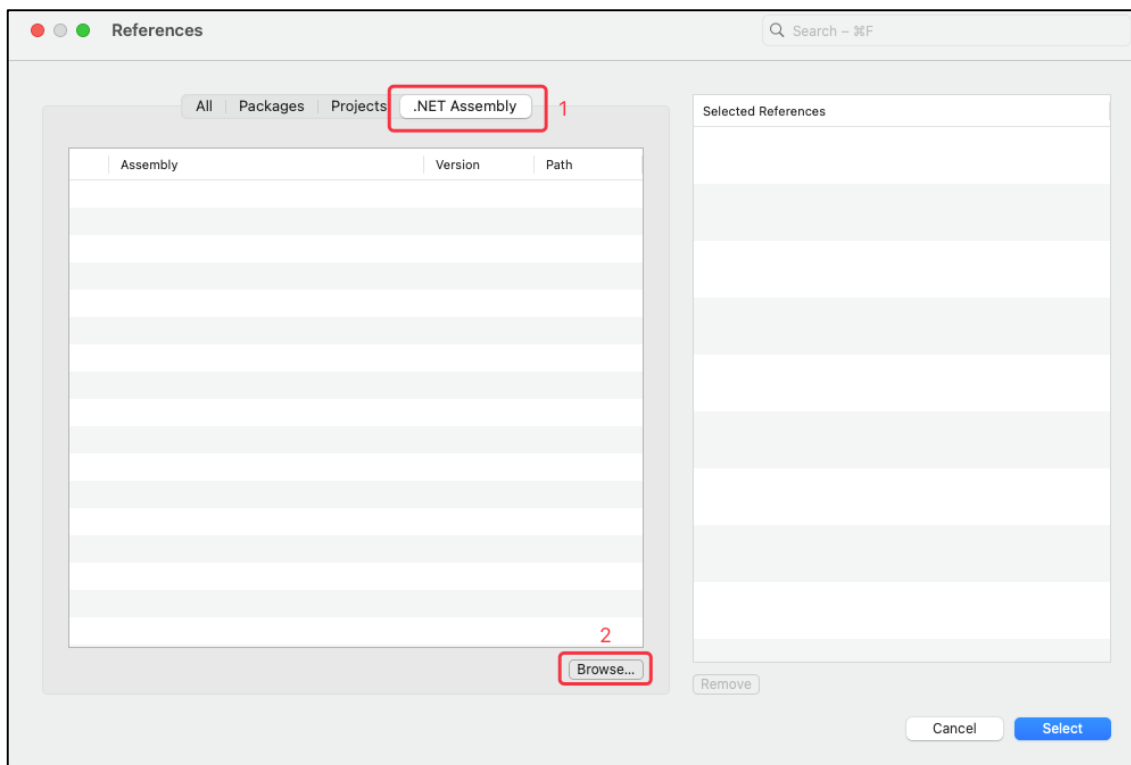 References
Search – ⌘F
All Packages Projects .NET Assembly 1
Selected References
Assembly Version Path
2
Browse...
Remove
Cancel Select